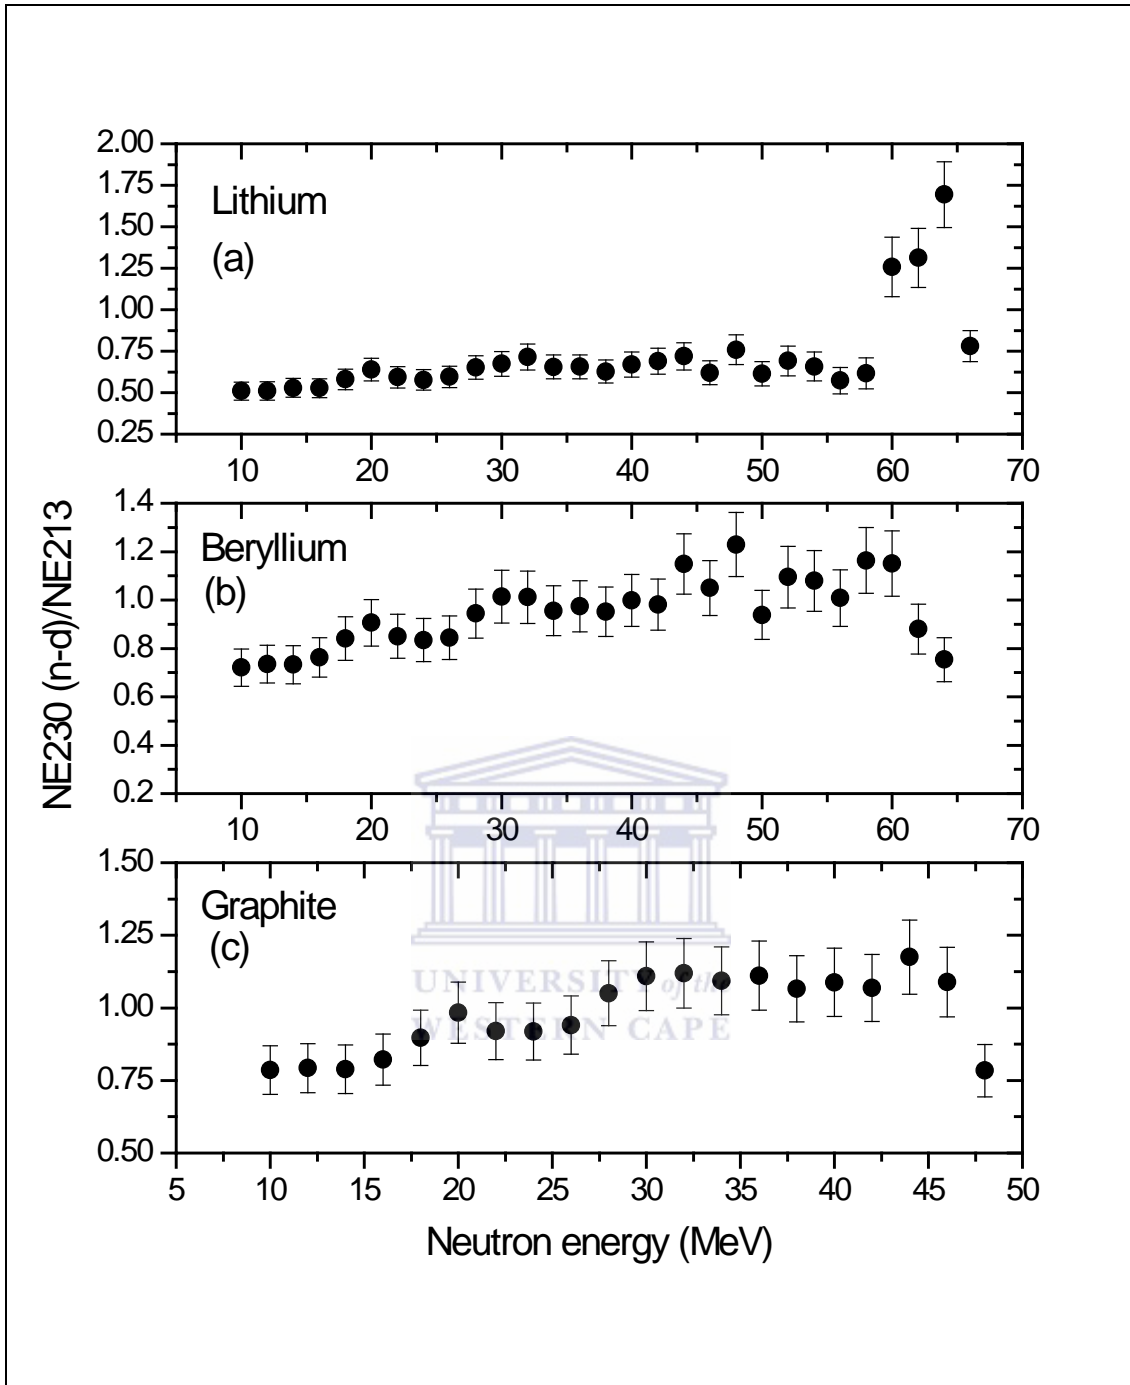 2.00
1.75
1.50
1.25
1.00
0.75
0.50
0.25
Lithium
(a)
10 20 30 40 50 60 70
NE230 (n-d)/NE213
1.4
1.2
1.0
0.8
0.6
0.4
0.2
Beryllium
(b)
10 20 30 40 50 60 70
1.50
1.25
1.00
0.75
0.50
Graphite
(c)
UNIVERSITY of the
WESTERN CAPE
5 10 15 20 25 30 35 40 45 50
Neutron energy (MeV)